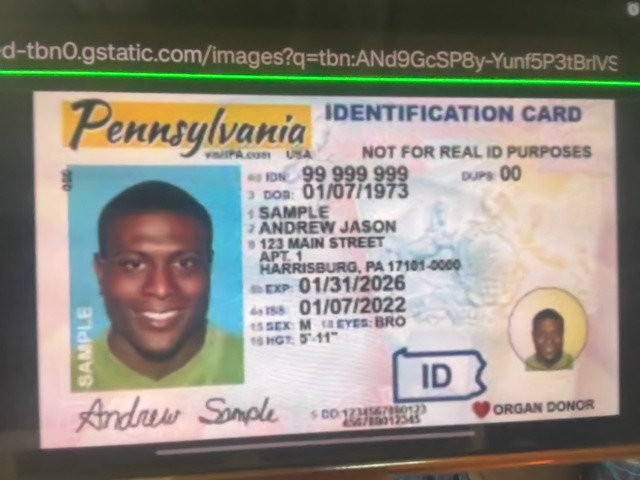 d-tbn0.gstatic.com/images?q=tbn:ANd9GcSP8y-Yunf5P3tBrIVS
Pennsylvania
visitPA.com USA
IDENTIFICATION CARD
NOT FOR REAL ID PURPOSES
4d IDN: 99 999 999 DUPS: 00
3 DOB: 01/07/1973
1 SAMPLE
2 ANDREW JASON
8 123 MAIN STREET
APT. 1
HARRISBURG, PA 17101-0000
4b EXP: 01/31/2026
4a ISS: 01/07/2022
15 SEX: M 18 EYES: BRO
16 HGT: 5'-11"
SAMPLE
ID
Andrew Sample
5 DD: 1234567890123
456789012345
ORGAN DONOR